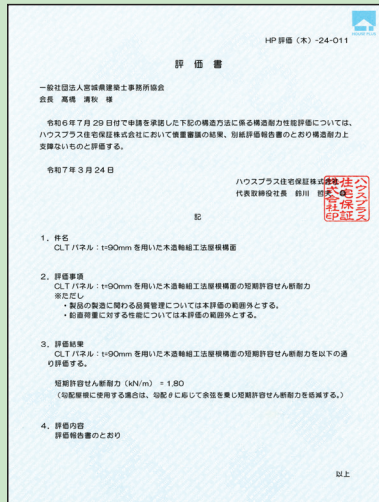 HP 評価（木）-24-011
評 価 書
一般社団法人宮城県建築士事務所協会
会長 高橋 清秋 様
令和6年7月29日付で申請を承諾した下記の構造方法に係る構造耐力性能評価については、
ハウスプラス住宅保証株式会社において慎重審議の結果、別紙評価報告書のとおり構造耐力上
支障ないものと評価する。
令和7年3月24日
ハウスプラス住宅保証株式会社
代表取締役社長 鈴川
記
1．件名
CLTパネル：t=90mmを用いた木造軸組工法屋根構面
2．評価事項
CLTパネル：t=90mmを用いた木造軸組工法屋根構面の短期許容せん断耐力
※ただし
・製品の製造に関わる品質管理については本評価の範囲外とする。
・鉛直荷重に対する性能については本評価の範囲外とする。
3．評価結果
CLTパネル：t=90mmを用いた木造軸組工法屋根構面の短期許容せん断耐力を以下の通
り評価する。
短期許容せん断耐力（kN/m） = 1.80
（勾配屋根に使用する場合は、勾配θに応じて余弦を乗じ短期許容せん断耐力を低減する。）
4．評価内容
評価報告書のとおり
以上